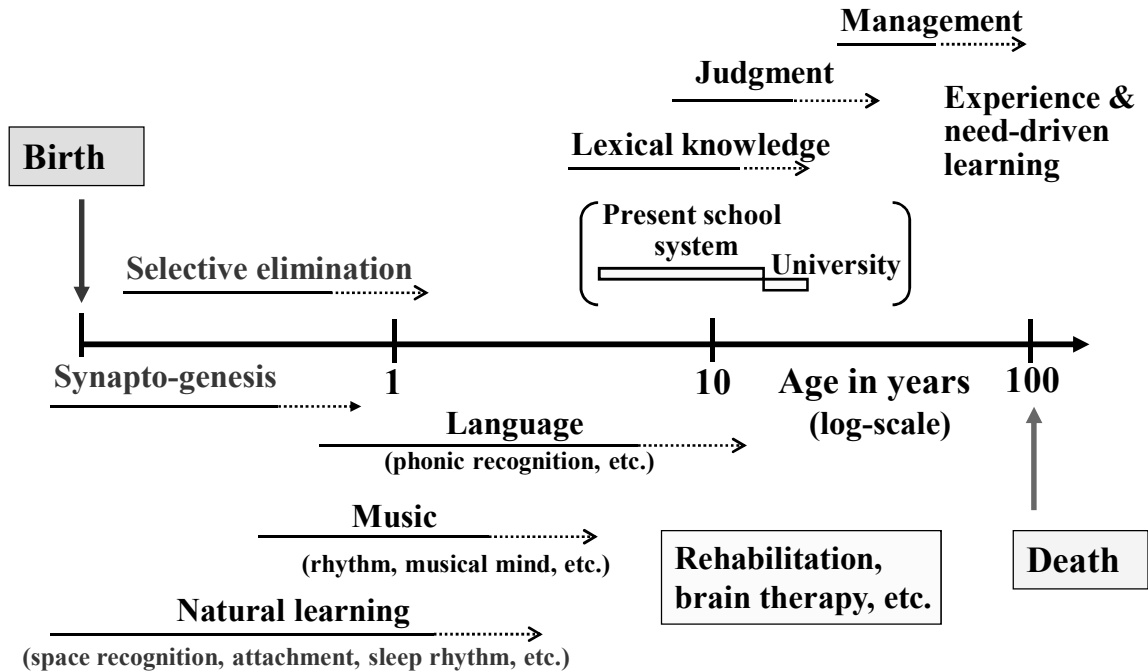 Management
Judgment
Experience &
need-driven
learning
Lexical knowledge
Birth
Present school
system
University
Selective elimination
1
10
100
Age in years
(log-scale)
Synapto-genesis
Language
(phonic recognition, etc.)
Music
(rhythm, musical mind, etc.)
Rehabilitation,
brain therapy, etc.
Death
Natural learning
(space recognition, attachment, sleep rhythm, etc.)